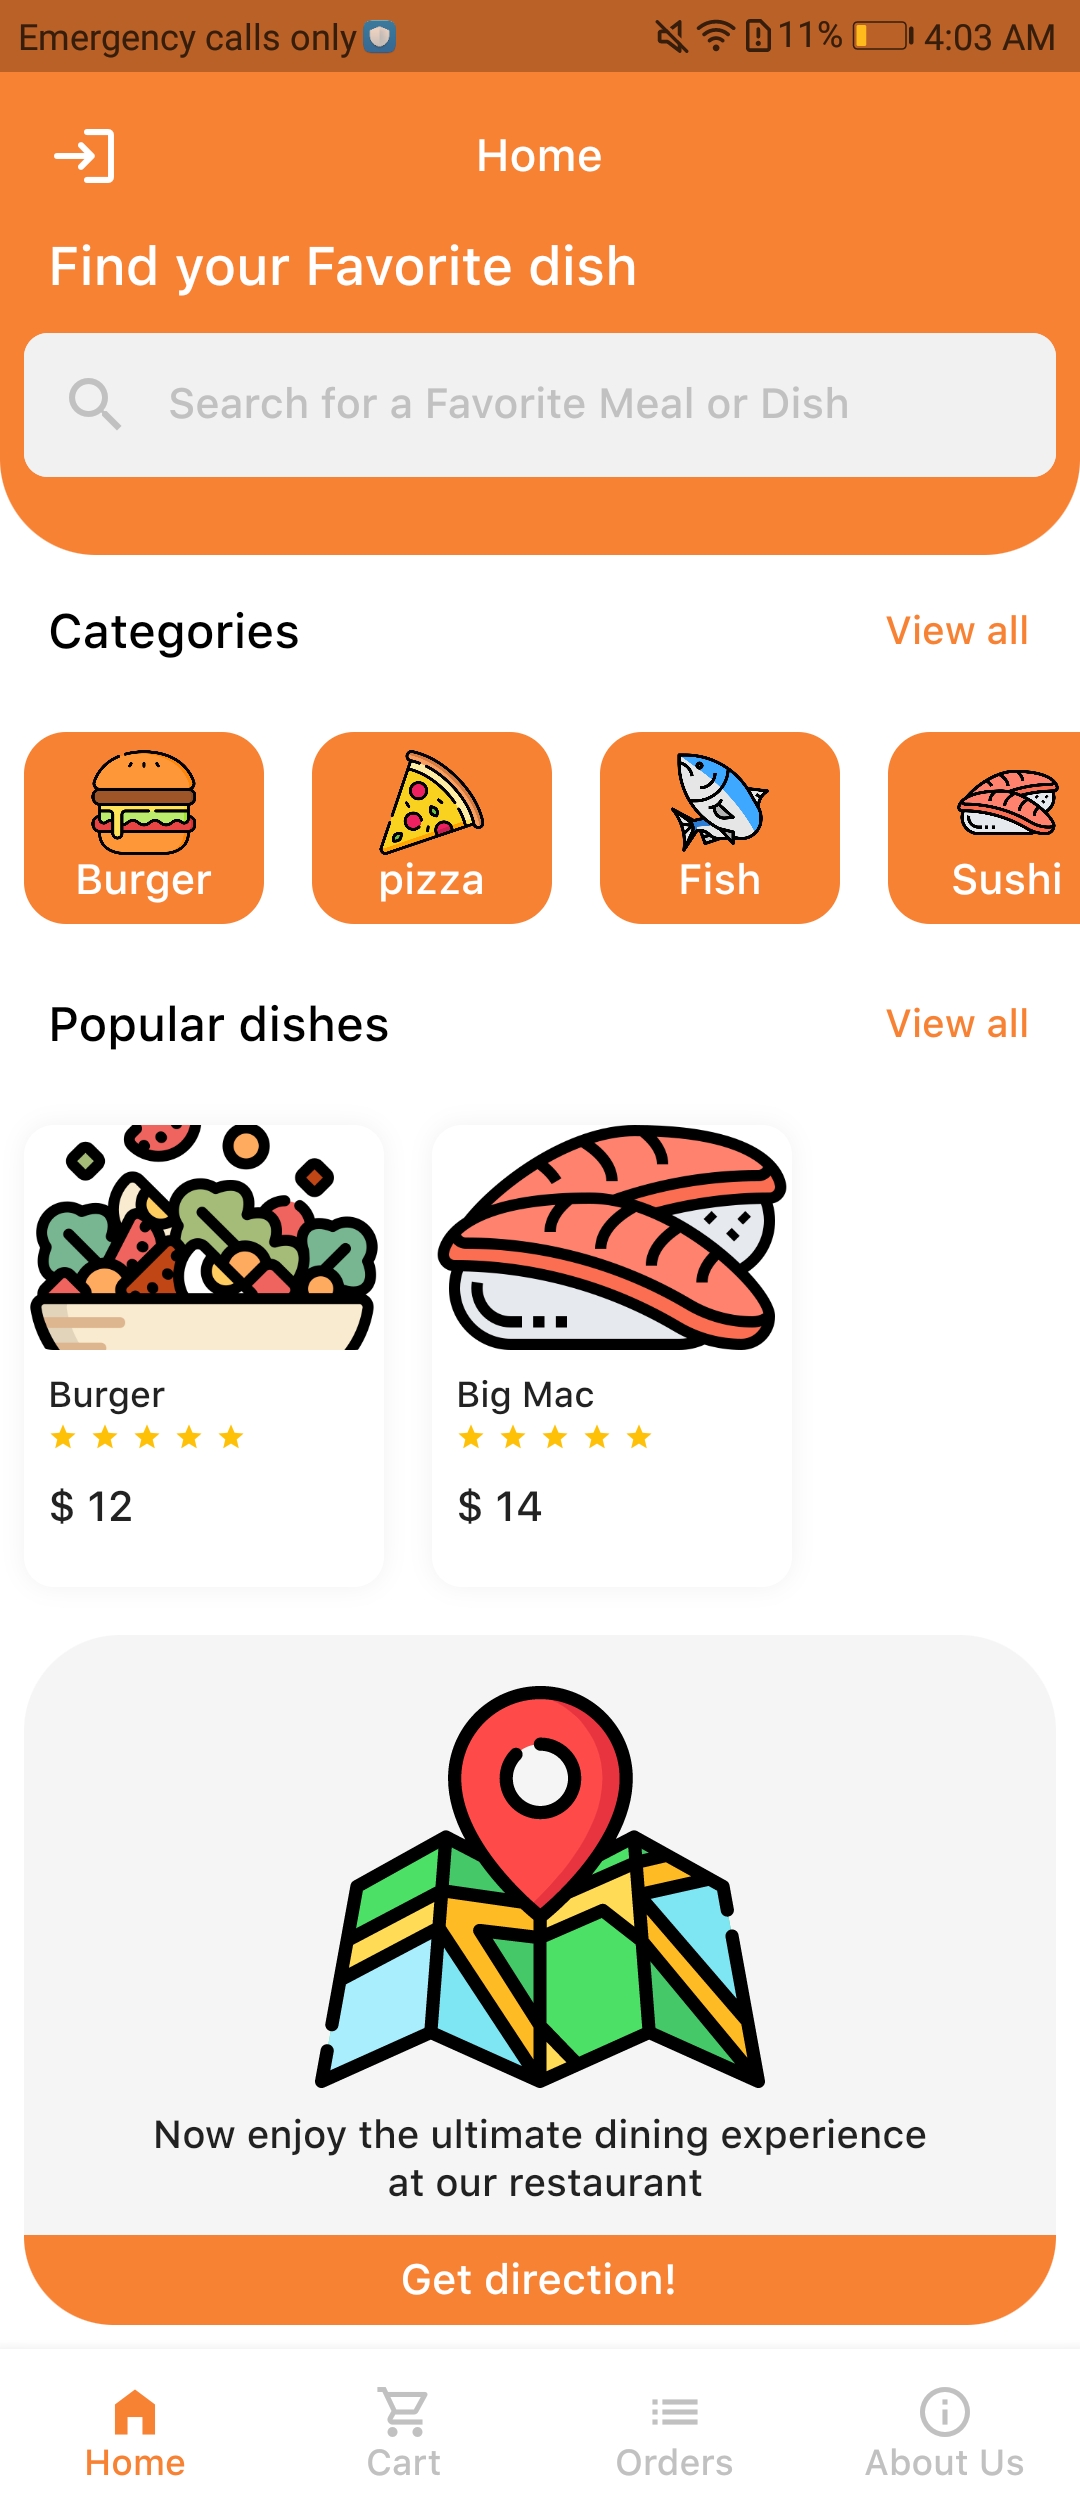 Emergency calls only
11%
4:03 AM
Home
Find your Favorite dish
Search for a Favorite Meal or Dish
Categories
View all
Burger
pizza
Fish
Sushi
Popular dishes
View all
Burger
$ 12
Big Mac
$ 14
Now enjoy the ultimate dining experience
at our restaurant
Get direction!
Home
Cart
Orders
About Us